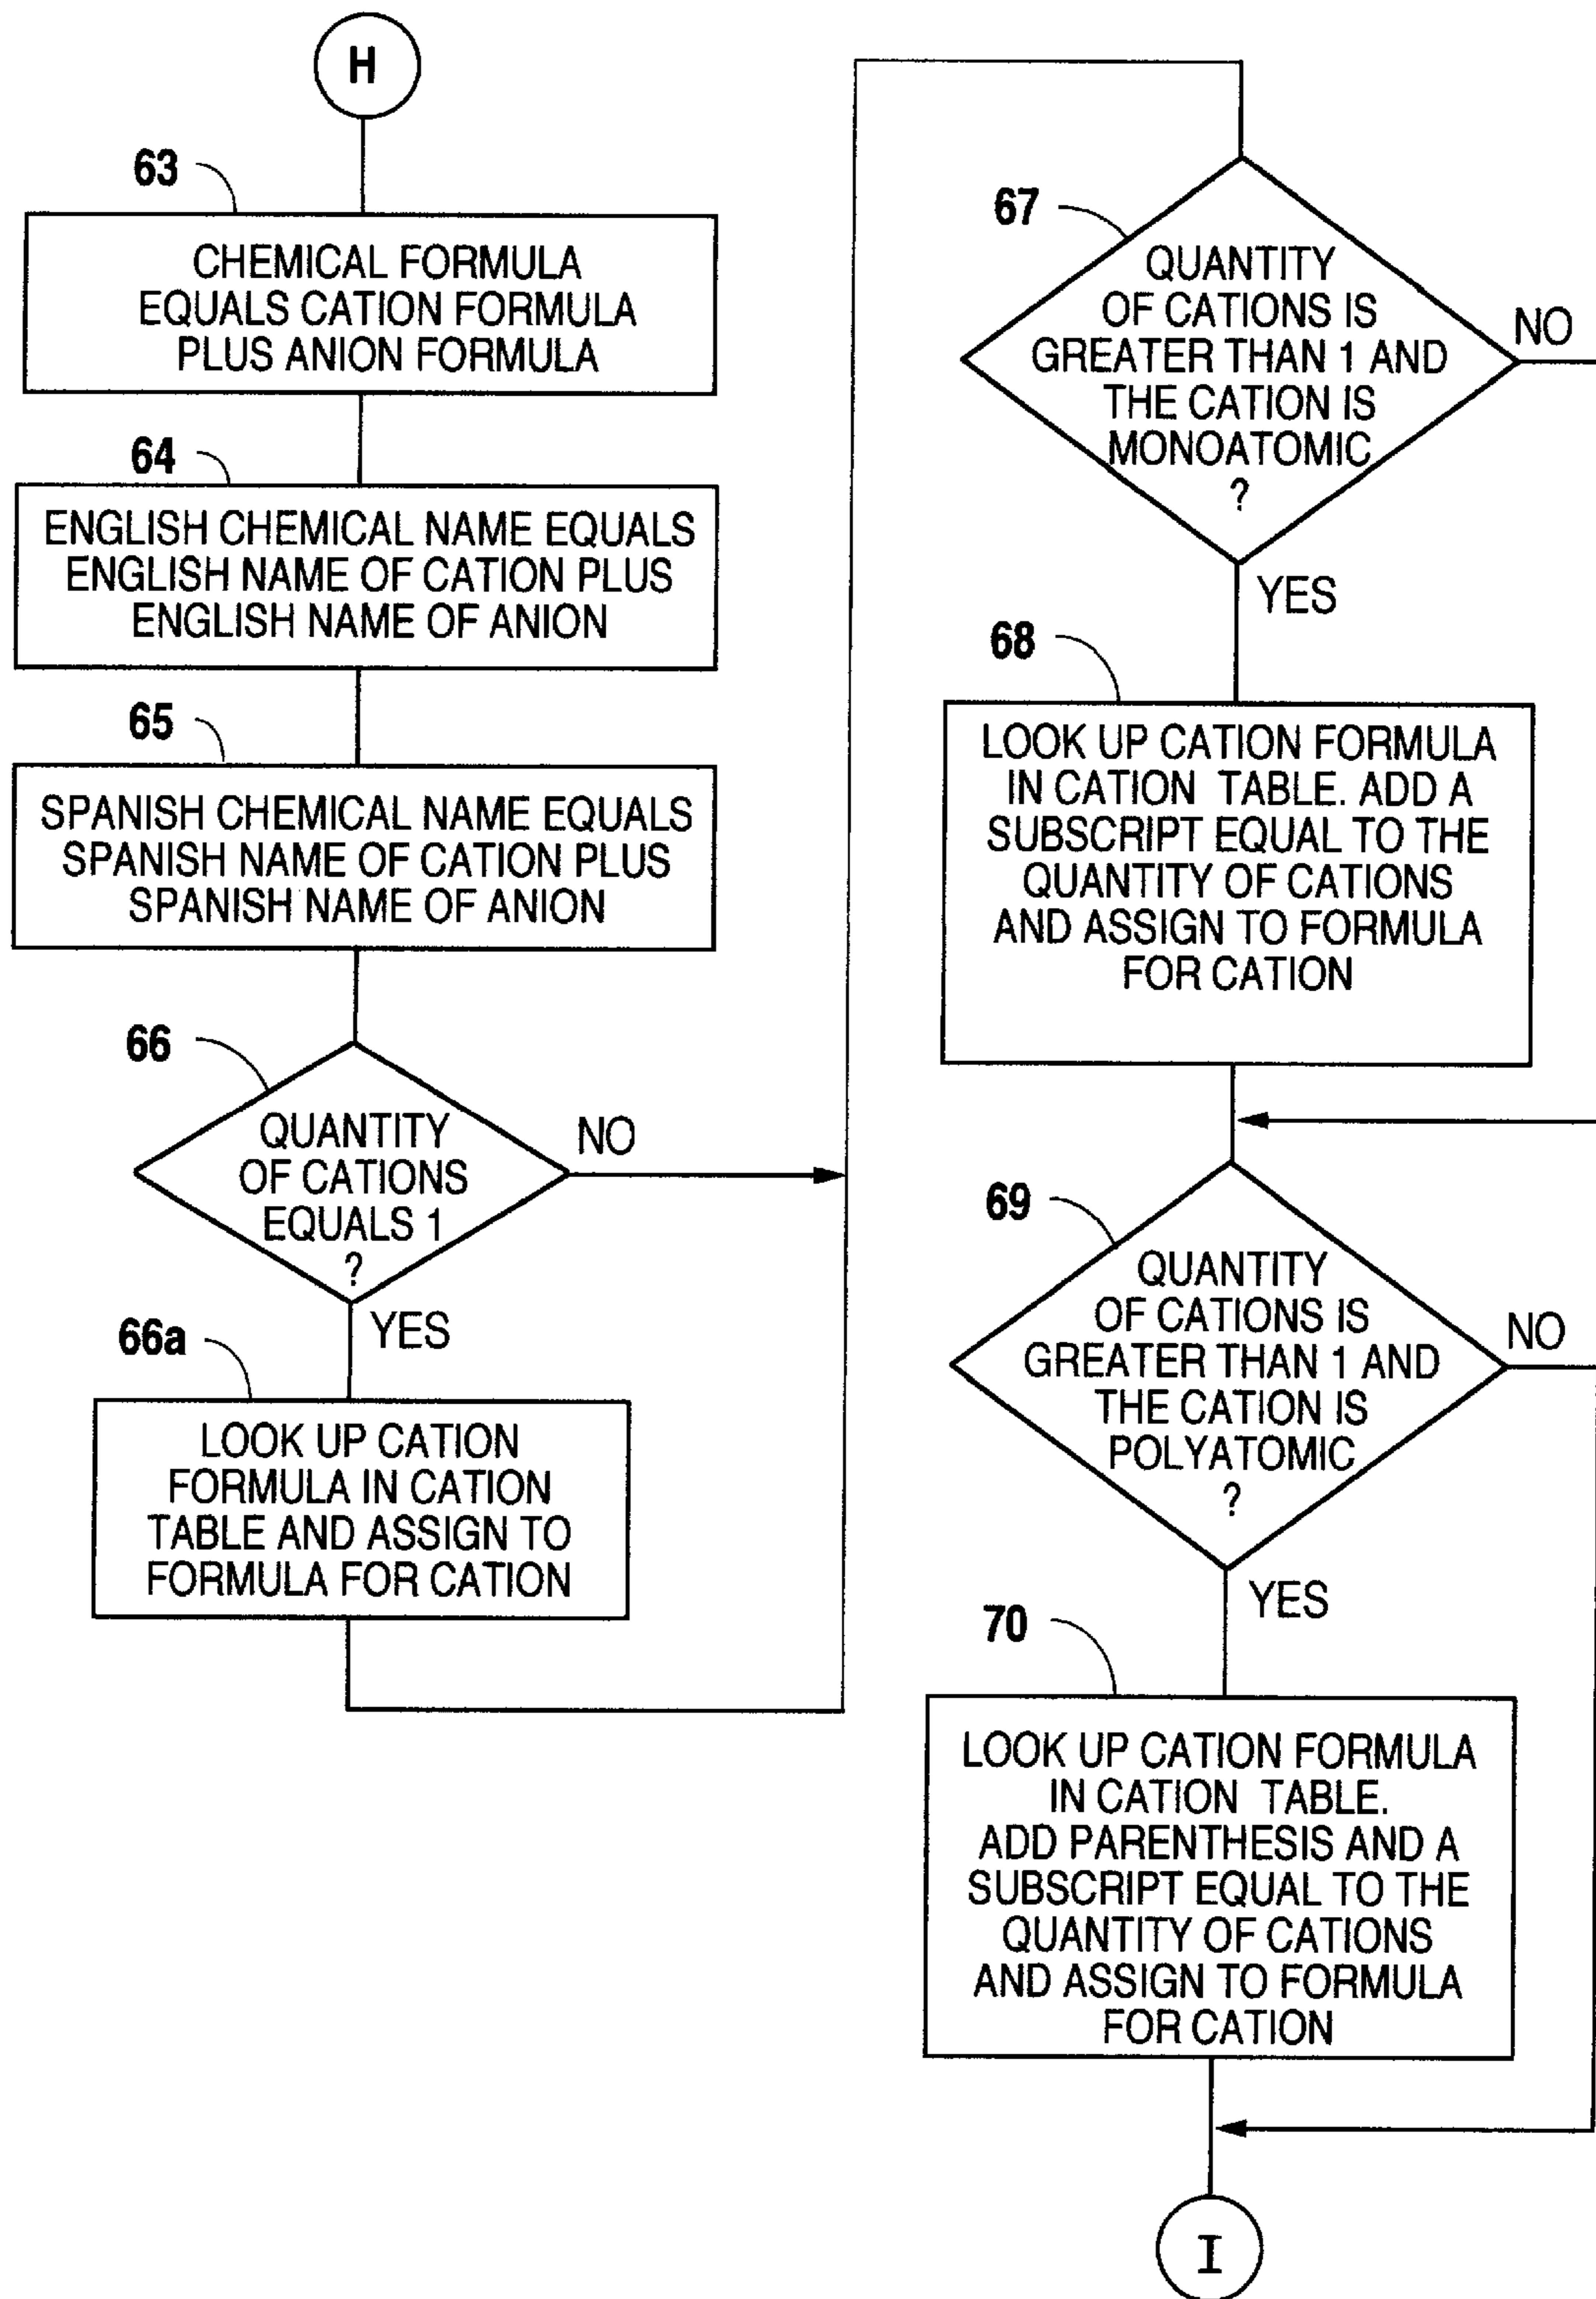 H
63
CHEMICAL FORMULA
EQUALS CATION FORMULA
PLUS ANION FORMULA
64
ENGLISH CHEMICAL NAME EQUALS
ENGLISH NAME OF CATION PLUS
ENGLISH NAME OF ANION
65
SPANISH CHEMICAL NAME EQUALS
SPANISH NAME OF CATION PLUS
SPANISH NAME OF ANION
66
QUANTITY
OF CATIONS
EQUALS 1
?
NO
YES
66a
LOOK UP CATION
FORMULA IN CATION
TABLE AND ASSIGN TO
FORMULA FOR CATION
67
QUANTITY
OF CATIONS IS
GREATER THAN 1 AND
THE CATION IS
MONOATOMIC
?
NO
YES
68
LOOK UP CATION FORMULA
IN CATION TABLE. ADD A
SUBSCRIPT EQUAL TO THE
QUANTITY OF CATIONS
AND ASSIGN TO FORMULA
FOR CATION
69
QUANTITY
OF CATIONS IS
GREATER THAN 1 AND
THE CATION IS
POLYATOMIC
?
NO
YES
70
LOOK UP CATION FORMULA
IN CATION TABLE.
ADD PARENTHESIS AND A
SUBSCRIPT EQUAL TO THE
QUANTITY OF CATIONS
AND ASSIGN TO FORMULA
FOR CATION
I